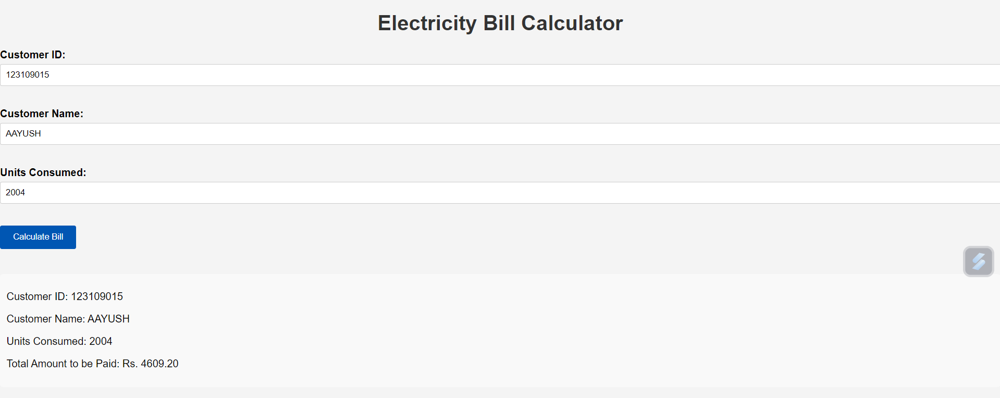 Electricity Bill Calculator
Customer ID:
123109015
Customer Name:
AAYUSH
Units Consumed:
2004
Calculate Bill
Customer ID: 123109015
Customer Name: AAYUSH
Units Consumed: 2004
Total Amount to be Paid: Rs. 4609.20